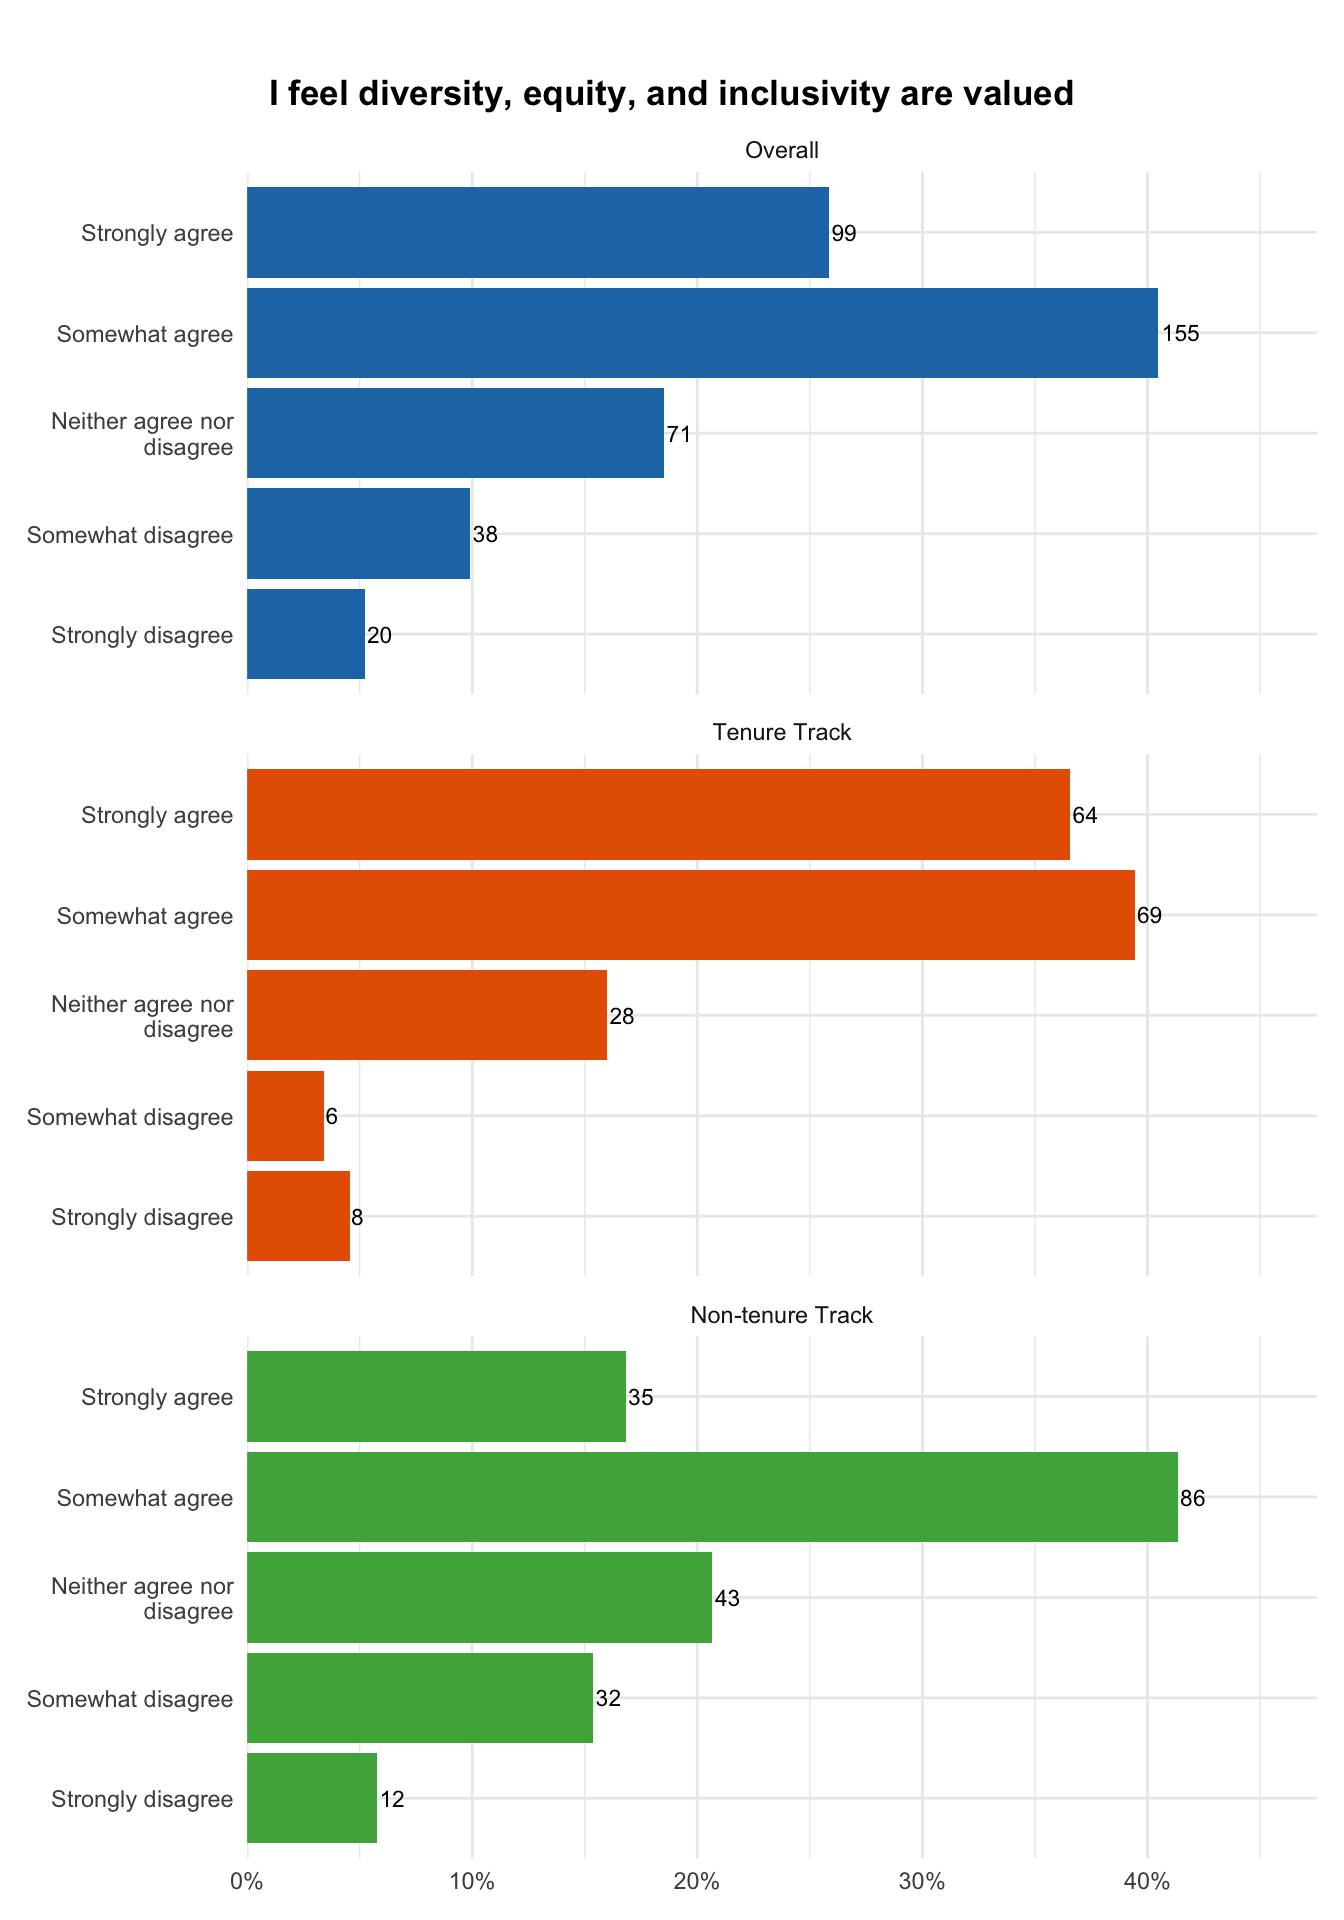 I feel diversity, equity, and inclusivity are valued
Overall
Strongly agree
99
Somewhat agree
155
Neither agree nor
disagree
71
Somewhat disagree
38
Strongly disagree
20
Tenure Track
Strongly agree
64
Somewhat agree
69
Neither agree nor
disagree
28
Somewhat disagree
6
Strongly disagree
8
Non-tenure Track
Strongly agree
35
Somewhat agree
86
Neither agree nor
disagree
43
Somewhat disagree
32
Strongly disagree
12
0%
10%
20%
30%
40%